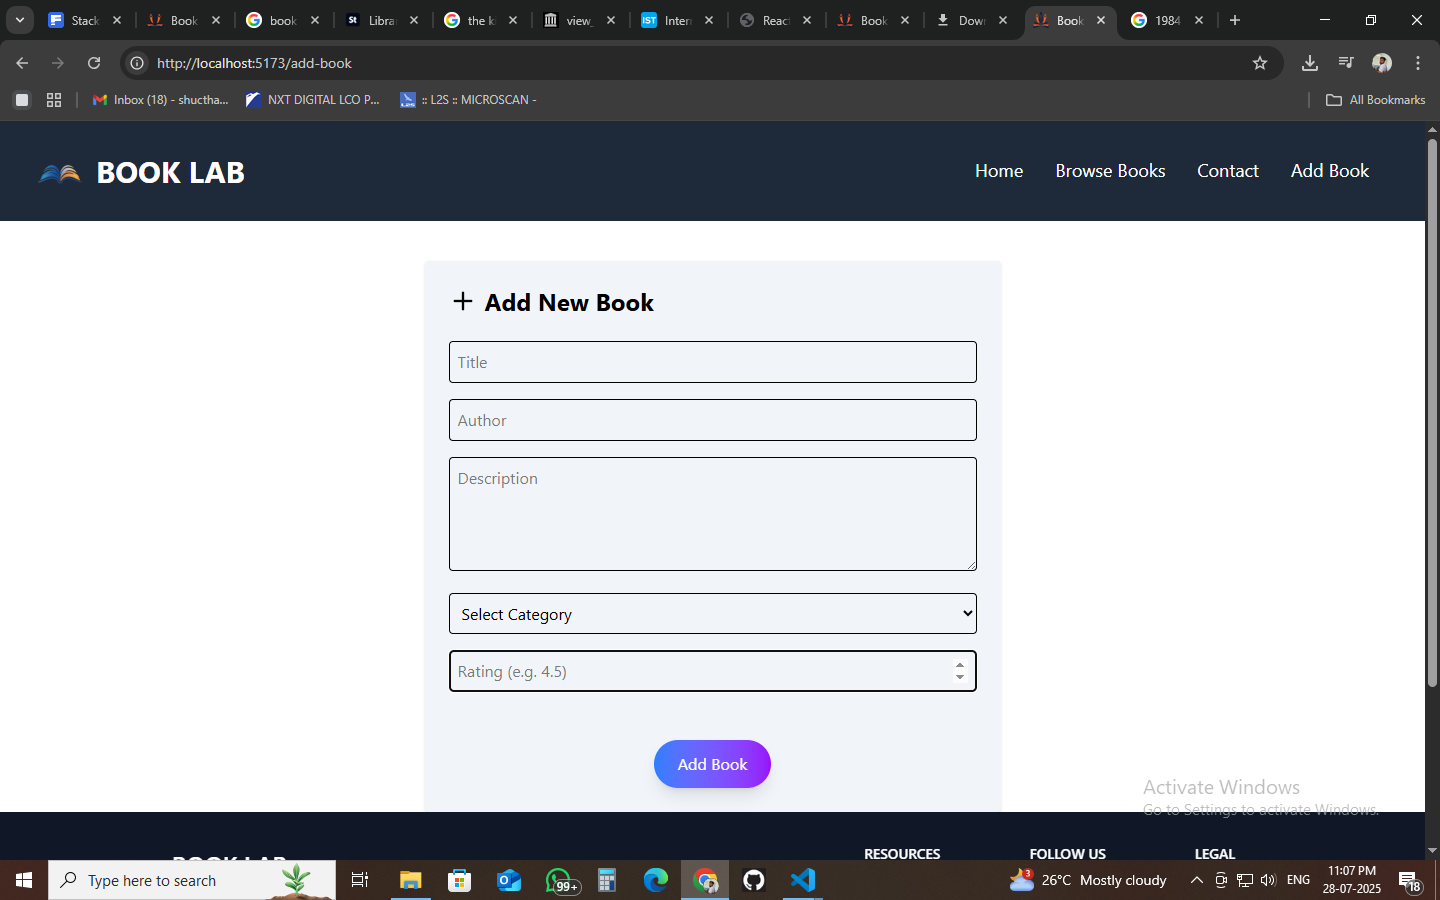 Stack
Book
book
Libra
the k
view_
Inter
React
Book
Dow
Book
1984
http://localhost:5173/add-book
Inbox (18) - shuctha...
NXT DIGITAL LCO P...
:: L2S :: MICROSCAN -
All Bookmarks
BOOK LAB
Home
Browse Books
Contact
Add Book
Add New Book
Title
Author
Description
Select Category
Rating (e.g. 4.5)
Add Book
Activate Windows
Go to Settings to activate Windows.
BOOK LAB
RESOURCES
FOLLOW US
LEGAL
Type here to search
99+
3
26°C Mostly cloudy
ENG
11:07 PM
28-07-2025
18